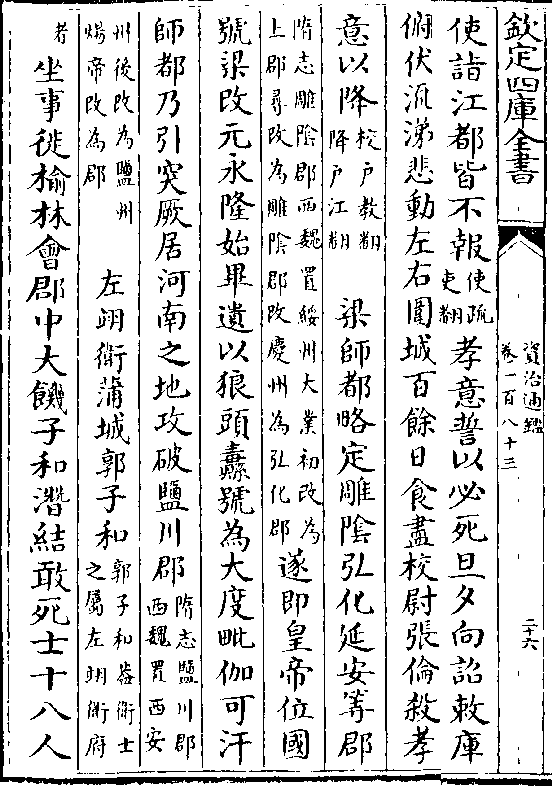 欽定四庫全書
資治通鑑
卷一百八十三
二十六
使詣江都皆不報使疏吏翻孝意誓以必死旦夕向詔敕庫
俯伏流涕悲動左右圍城百餘日食盡校尉張倫殺孝
意以降校戶教翻降戶江翻 梁師都略定雕陰弘化延安等郡
隋志雕陰郡西魏置綏州大業初改為上郡尋改為雕陰郡改慶州為弘化郡遂即皇帝位國
號梁改元永隆始畢遺以狼頭纛號為大度毗伽可汗
師都乃引突厥居河南之地攻破鹽川郡隋志鹽川郡西魏置西安
州後改為鹽州煬帝改為郡 左翊衛蒲城郭子和郭子和蓋衛士之屬左翊衛府
者坐事徙榆林會郡中大饑子和潛結敢死士十八人